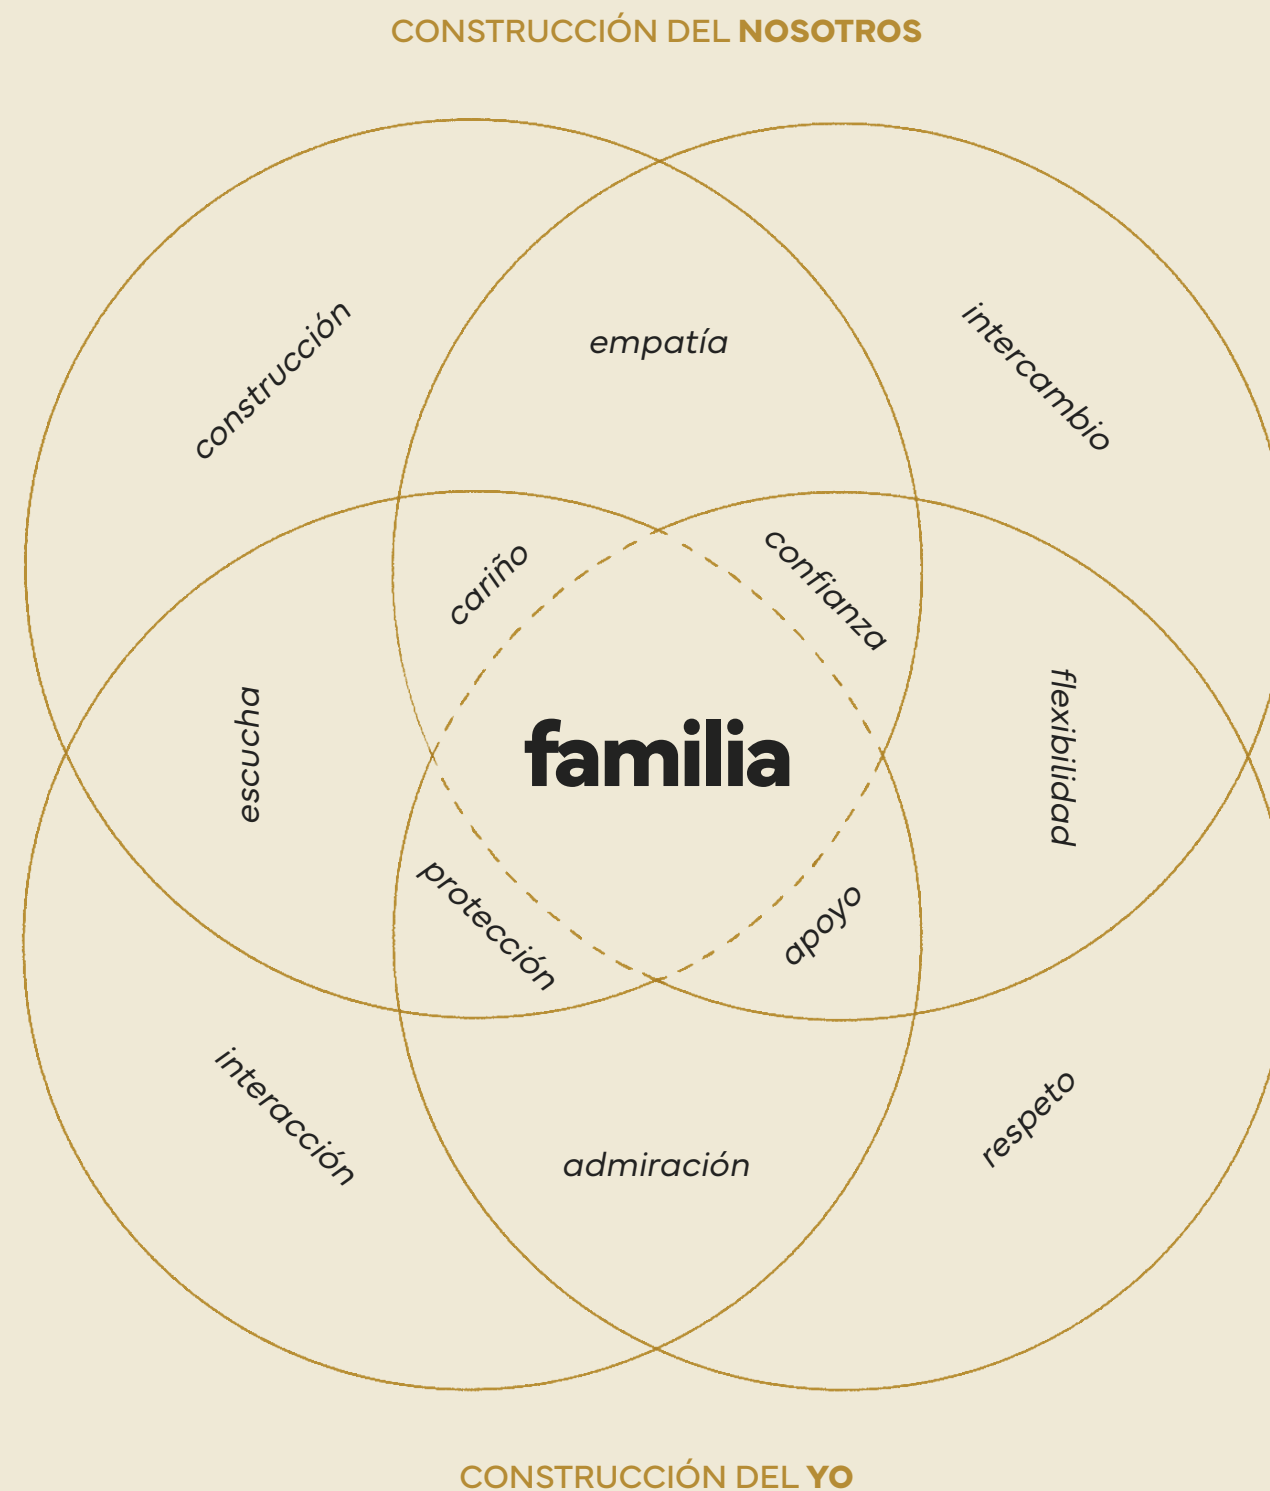 CONSTRUCCIÓN DEL NOSOTROS
construcción
empatía
intercambio
cariño
confianza
escucha
familia
flexibilidad
protección
apoyo
interacción
admiración
respeto
CONSTRUCCIÓN DEL YO